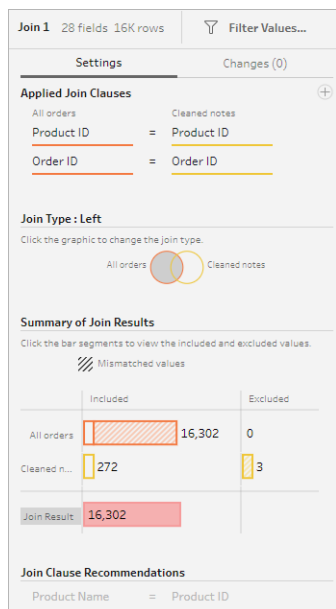 Join 1 28 fields 16K rows Filter Values...
Settings Changes (0)
Applied Join Clauses
All orders Cleaned notes
Product ID = Product ID
Order ID = Order ID
Join Type : Left
Click the graphic to change the join type.
All orders Cleaned notes
Summary of Join Results
Click the bar segments to view the included and excluded values.
Mismatched values
Included Excluded
All orders 16,302 0
Cleaned n... 272 3
Join Result 16,302
Join Clause Recommendations
Product Name = Product ID